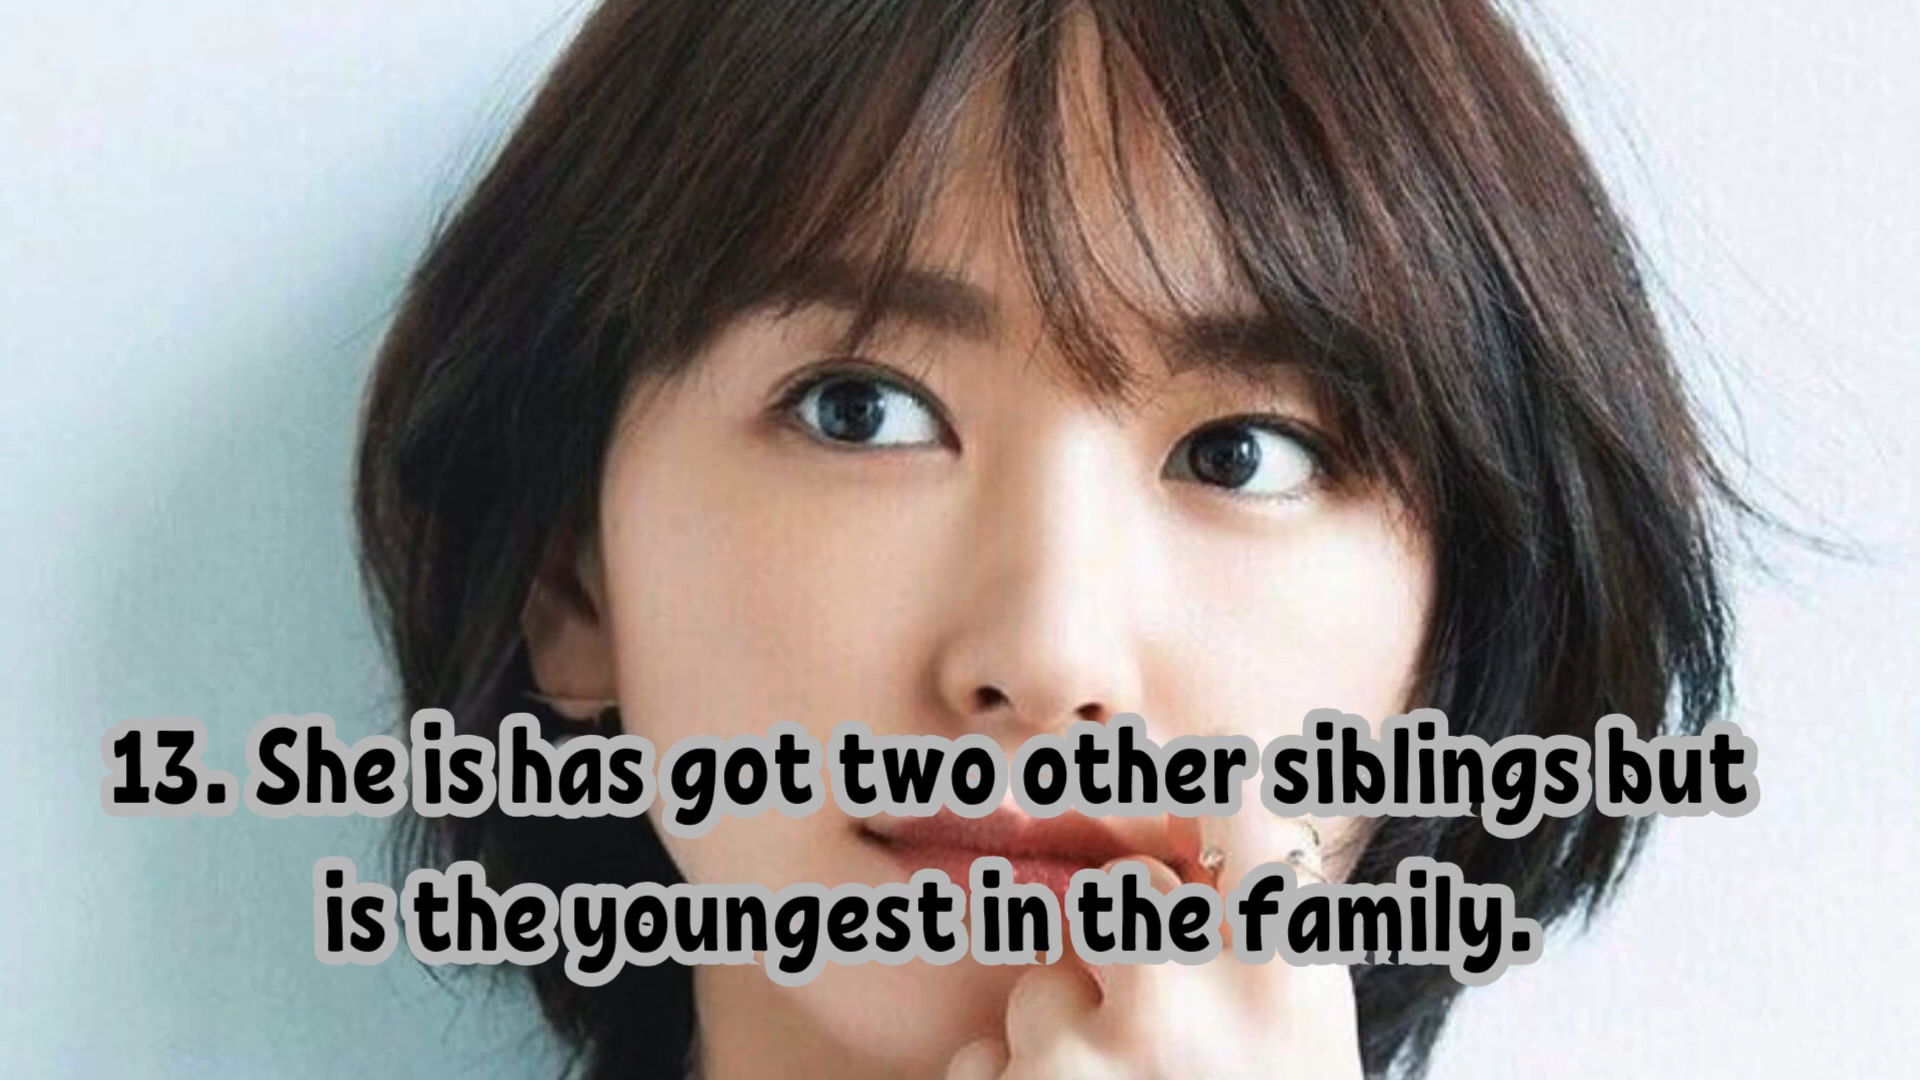 13. She is has got two other siblings but
is the youngest in the family.